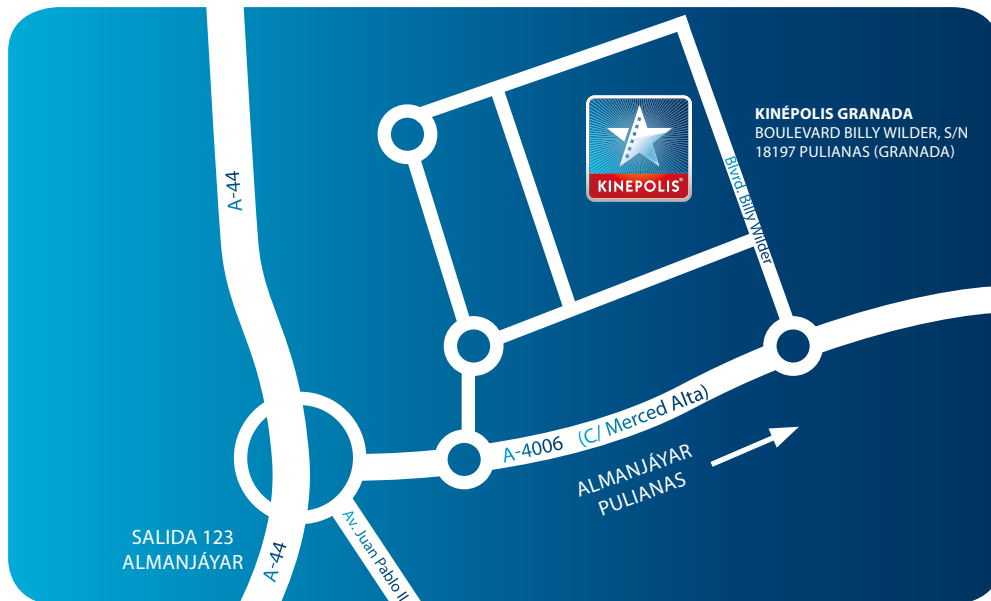 KINÉPOLIS GRANADA
BOULEVARD BILLY WILDER, S/N
18197 PULIANAS (GRANADA)
KINEPOLIS®
A-44
Blvrd. Billy Wilder
A-4006 (C/ Merced Alta)
ALMANJÁYAR
PULIANAS
SALIDA 123
ALMANJÁYAR
A-44
Av. Juan Pablo II